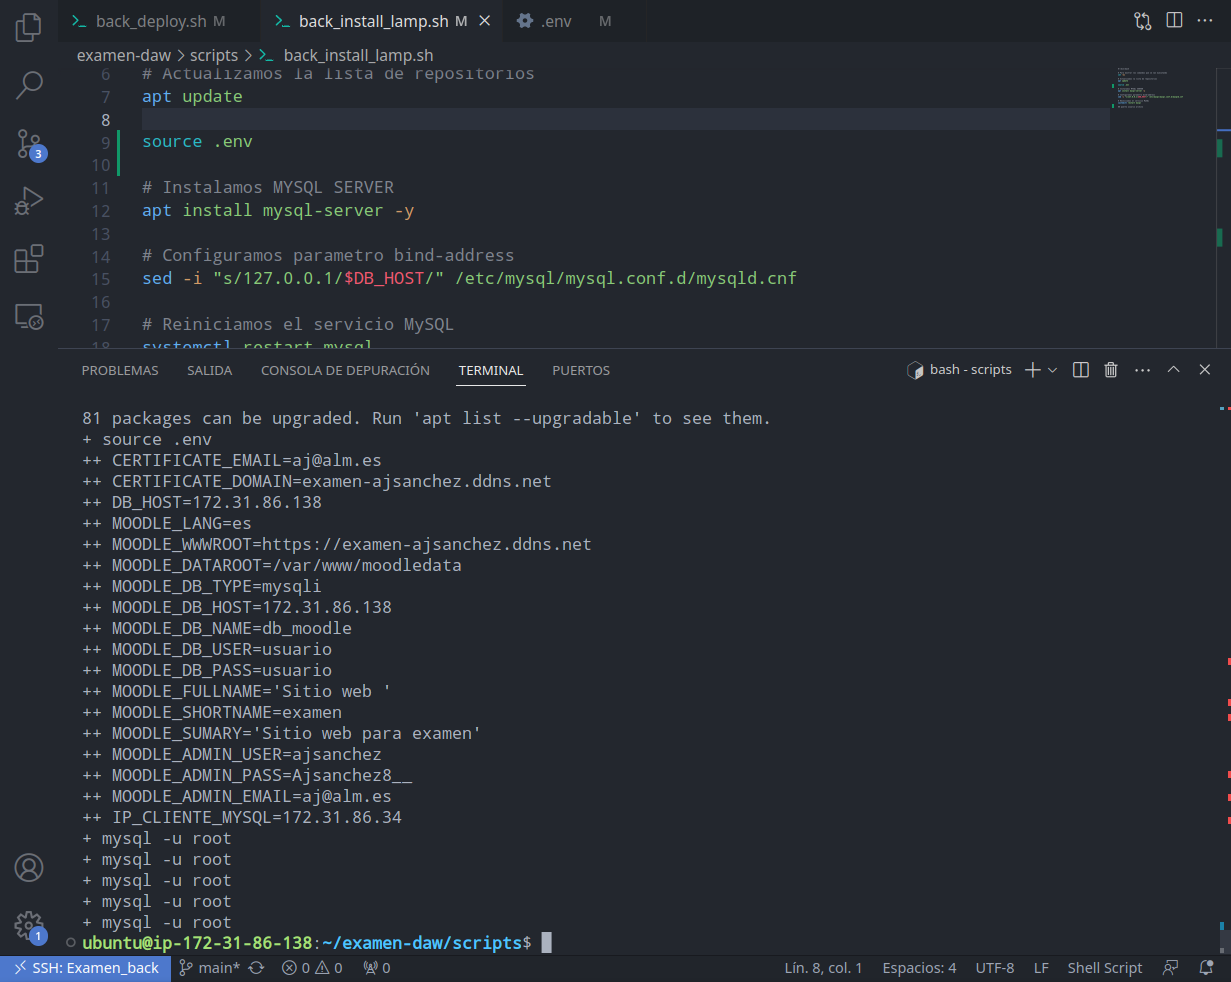 back_deploy.sh M
back_install_lamp.sh M
.env M
examen-daw > scripts > back_install_lamp.sh
6 # Actualizamos la lista de repositorios
7 apt update
8
9 source .env
10
11 # Instalamos MYSQL SERVER
12 apt install mysql-server -y
13
14 # Configuramos parametro bind-address
15 sed -i "s/127.0.0.1/$DB_HOST/" /etc/mysql/mysql.conf.d/mysqld.cnf
16
17 # Reiniciamos el servicio MySQL
18 systemctl restart mysql
3
PROBLEMAS SALIDA CONSOLA DE DEPURACIÓN TERMINAL PUERTOS bash - scripts
81 packages can be upgraded. Run 'apt list --upgradable' to see them.
+ source .env
++ CERTIFICATE_EMAIL=aj@alm.es
++ CERTIFICATE_DOMAIN=examen-ajsanchez.ddns.net
++ DB_HOST=172.31.86.138
++ MOODLE_LANG=es
++ MOODLE_WWWROOT=https://examen-ajsanchez.ddns.net
++ MOODLE_DATAROOT=/var/www/moodledata
++ MOODLE_DB_TYPE=mysqli
++ MOODLE_DB_HOST=172.31.86.138
++ MOODLE_DB_NAME=db_moodle
++ MOODLE_DB_USER=usuario
++ MOODLE_DB_PASS=usuario
++ MOODLE_FULLNAME='Sitio web '
++ MOODLE_SHORTNAME=examen
++ MOODLE_SUMARY='Sitio web para examen'
++ MOODLE_ADMIN_USER=ajsanchez
++ MOODLE_ADMIN_PASS=Ajsanchez8__
++ MOODLE_ADMIN_EMAIL=aj@alm.es
++ IP_CLIENTE_MYSQL=172.31.86.34
+ mysql -u root
+ mysql -u root
+ mysql -u root
+ mysql -u root
+ mysql -u root
ubuntu@ip-172-31-86-138:~/examen-daw/scripts$
1
SSH: Examen_back main* 0 0 0 Lín. 8, col. 1 Espacios: 4 UTF-8 LF Shell Script